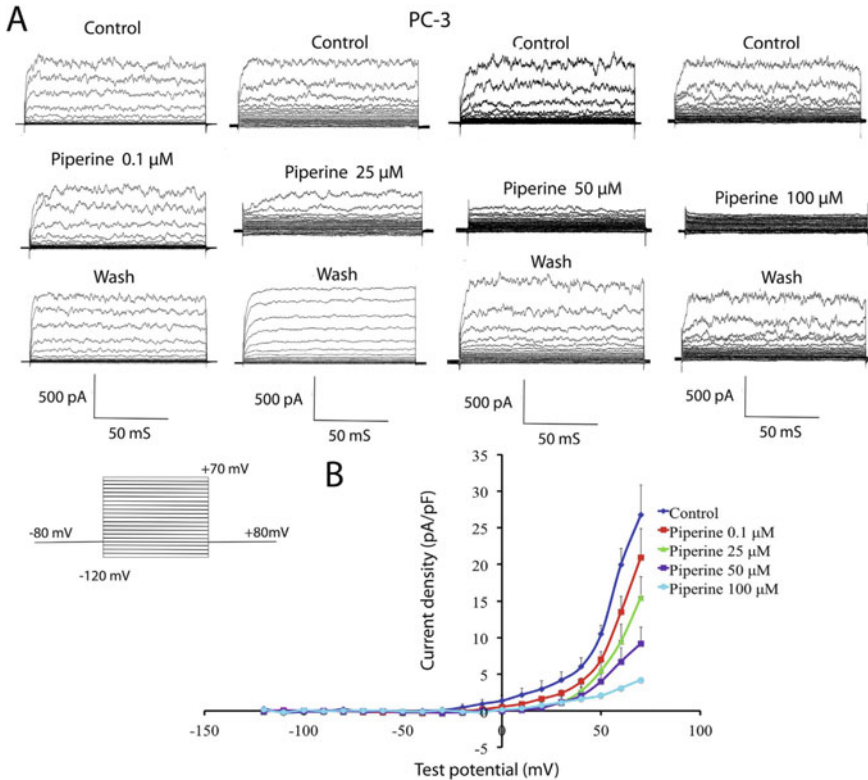 A
PC-3
Control
Control
Control
Control
Piperine 0.1 µM
Piperine 25 µM
Piperine 50 µM
Piperine 100 µM
Wash
Wash
Wash
Wash
500 pA
50 mS
500 pA
50 mS
500 pA
50 mS
500 pA
50 mS
+70 mV
-80 mV
+80mV
-120 mV
B
Current density (pA/pF)
35
30
25
20
15
10
5
0
-5
Control
Piperine 0.1 µM
Piperine 25 µM
Piperine 50 µM
Piperine 100 µM
-150
-100
-50
0
50
100
Test potential (mV)